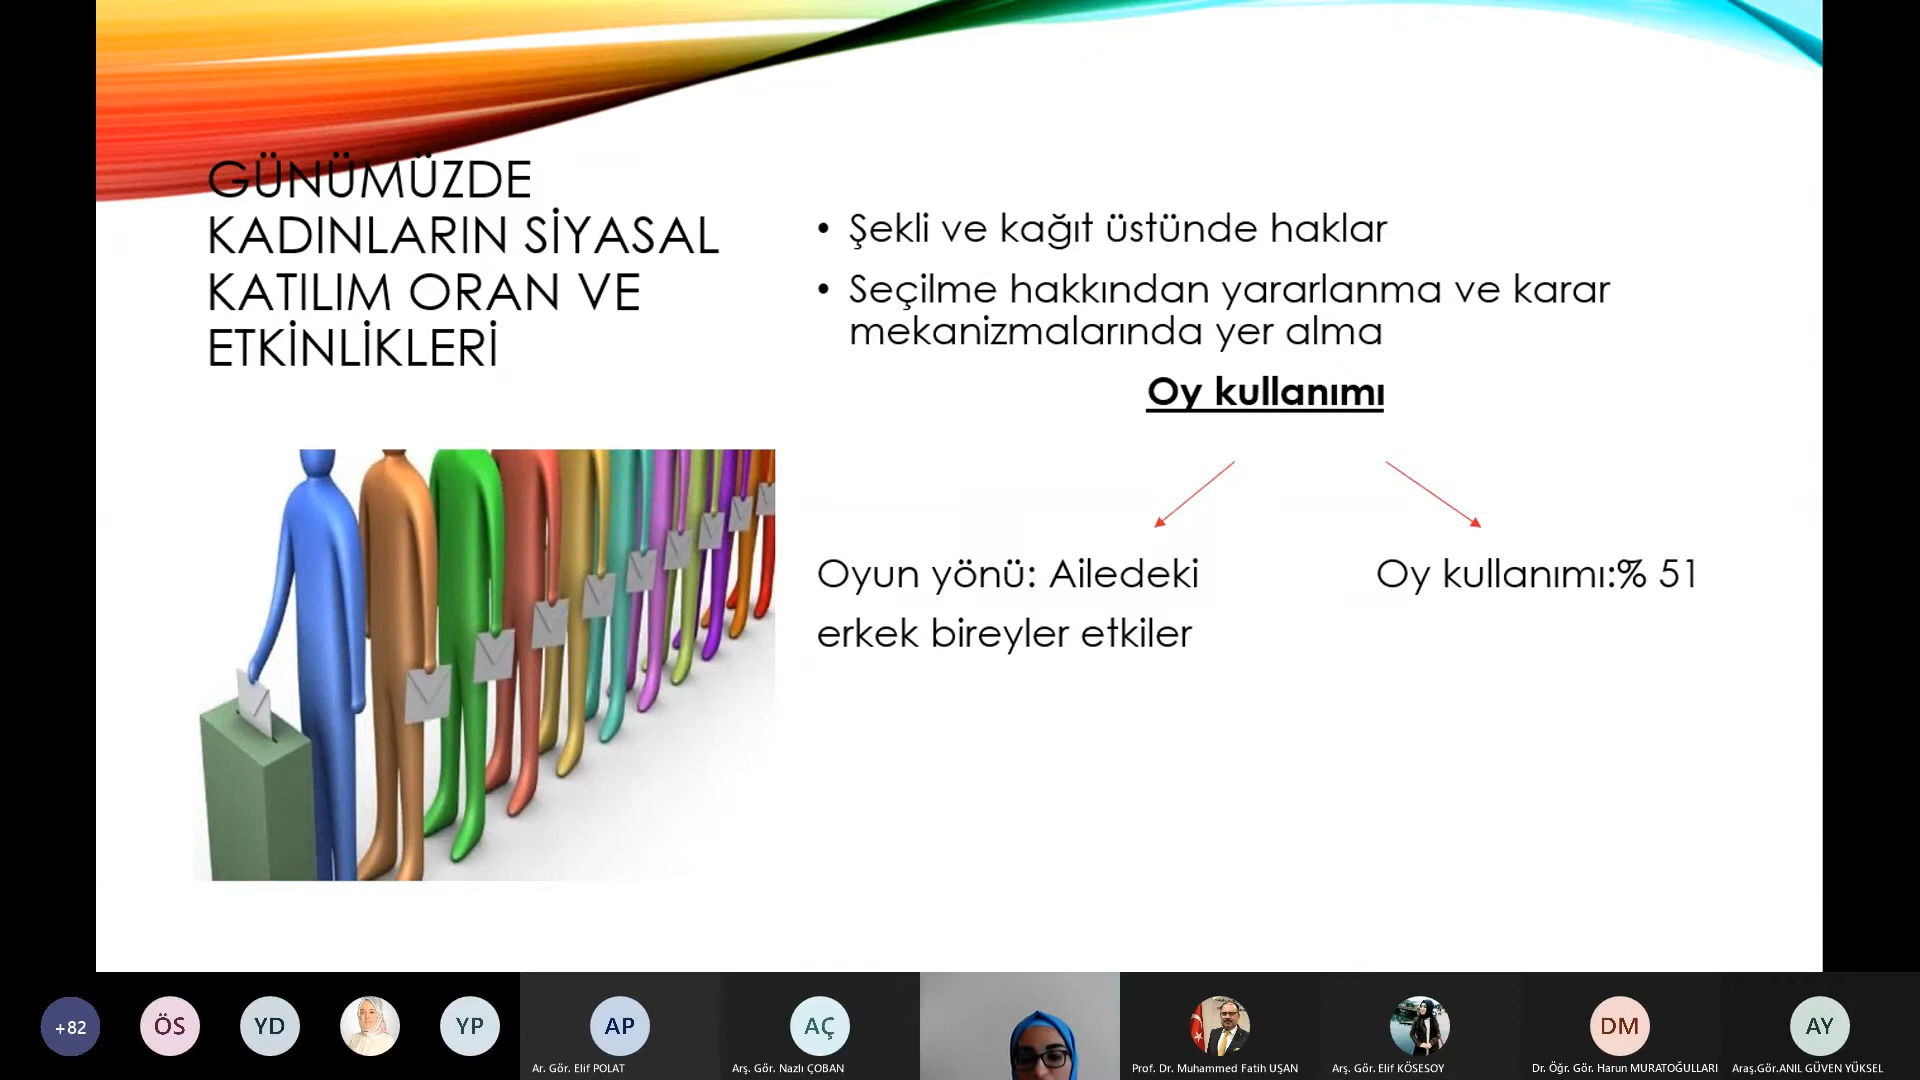 GÜNÜMÜZDE
KADINLARIN SİYASAL
KATILIM ORAN VE
ETKİNLİKLERİ
• Şekli ve kağıt üstünde haklar
• Seçilme hakkından yararlanma ve karar
mekanizmalarında yer alma
Oy kullanımı
Oyun yönü: Ailedeki
erkek bireyler etkiler
Oy kullanımı:% 51
+82
ÖS
YD
YP
AP
Ar. Gör. Elif POLAT
AÇ
Arş. Gör. Nazlı ÇOBAN
Prof. Dr. Muhammed Fatih UŞAN
Arş. Gör. Elif KÖSESOY
DM
Dr. Öğr. Gör. Harun MURATOĞULLARI
AY
Araş.Gör.ANIL GÜVEN YÜKSEL